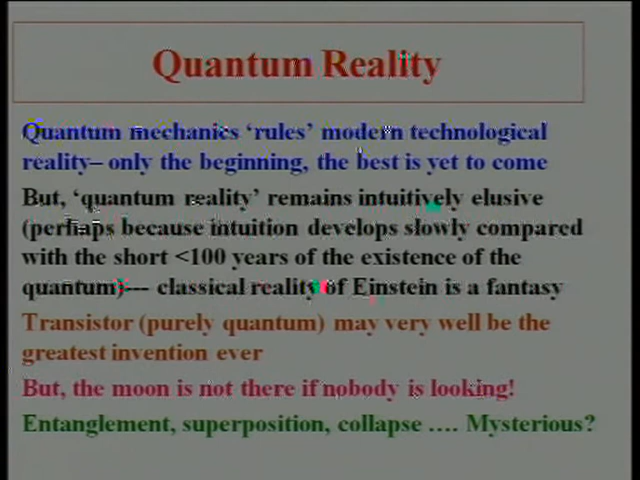 Quantum Reality
Quantum mechanics ‘rules’ modern technological
reality– only the beginning, the best is yet to come
But, ‘quantum reality’ remains intuitively elusive
(perhaps because intuition develops slowly compared
with the short <100 years of the existence of the
quantum)--- classical reality of Einstein is a fantasy
Transistor (purely quantum) may very well be the
greatest invention ever
But, the moon is not there if nobody is looking!
Entanglement, superposition, collapse …. Mysterious?